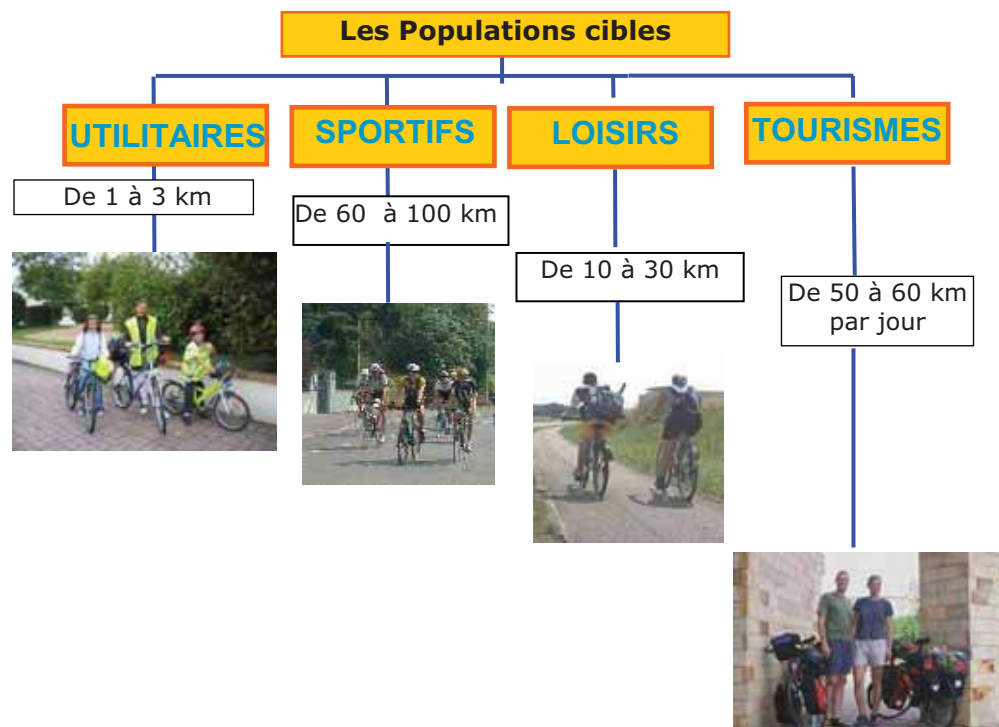 Les Populations cibles
UTILITAIRES
De 1 à 3 km
SPORTIFS
De 60 à 100 km
LOISIRS
De 10 à 30 km
TOURISMES
De 50 à 60 km
par jour